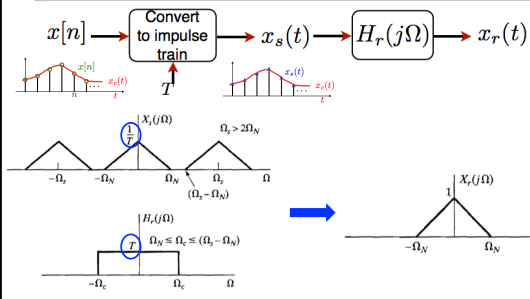 x[n]
Convert
to impulse
train
x_s(t)
H_r(jΩ)
x_r(t)
x[n]
x_c(t)
n
t
T
x_s(t)
x_c(t)
t
X_s(jΩ)
1/T
Ω_s > 2Ω_N
−Ω_s
−Ω_N
Ω_N
Ω_s
Ω
(Ω_s − Ω_N)
H_r(jΩ)
T
Ω_N ≤ Ω_c ≤ (Ω_s − Ω_N)
−Ω_c
Ω_c
Ω
X_r(jΩ)
1
−Ω_N
Ω_N
Ω